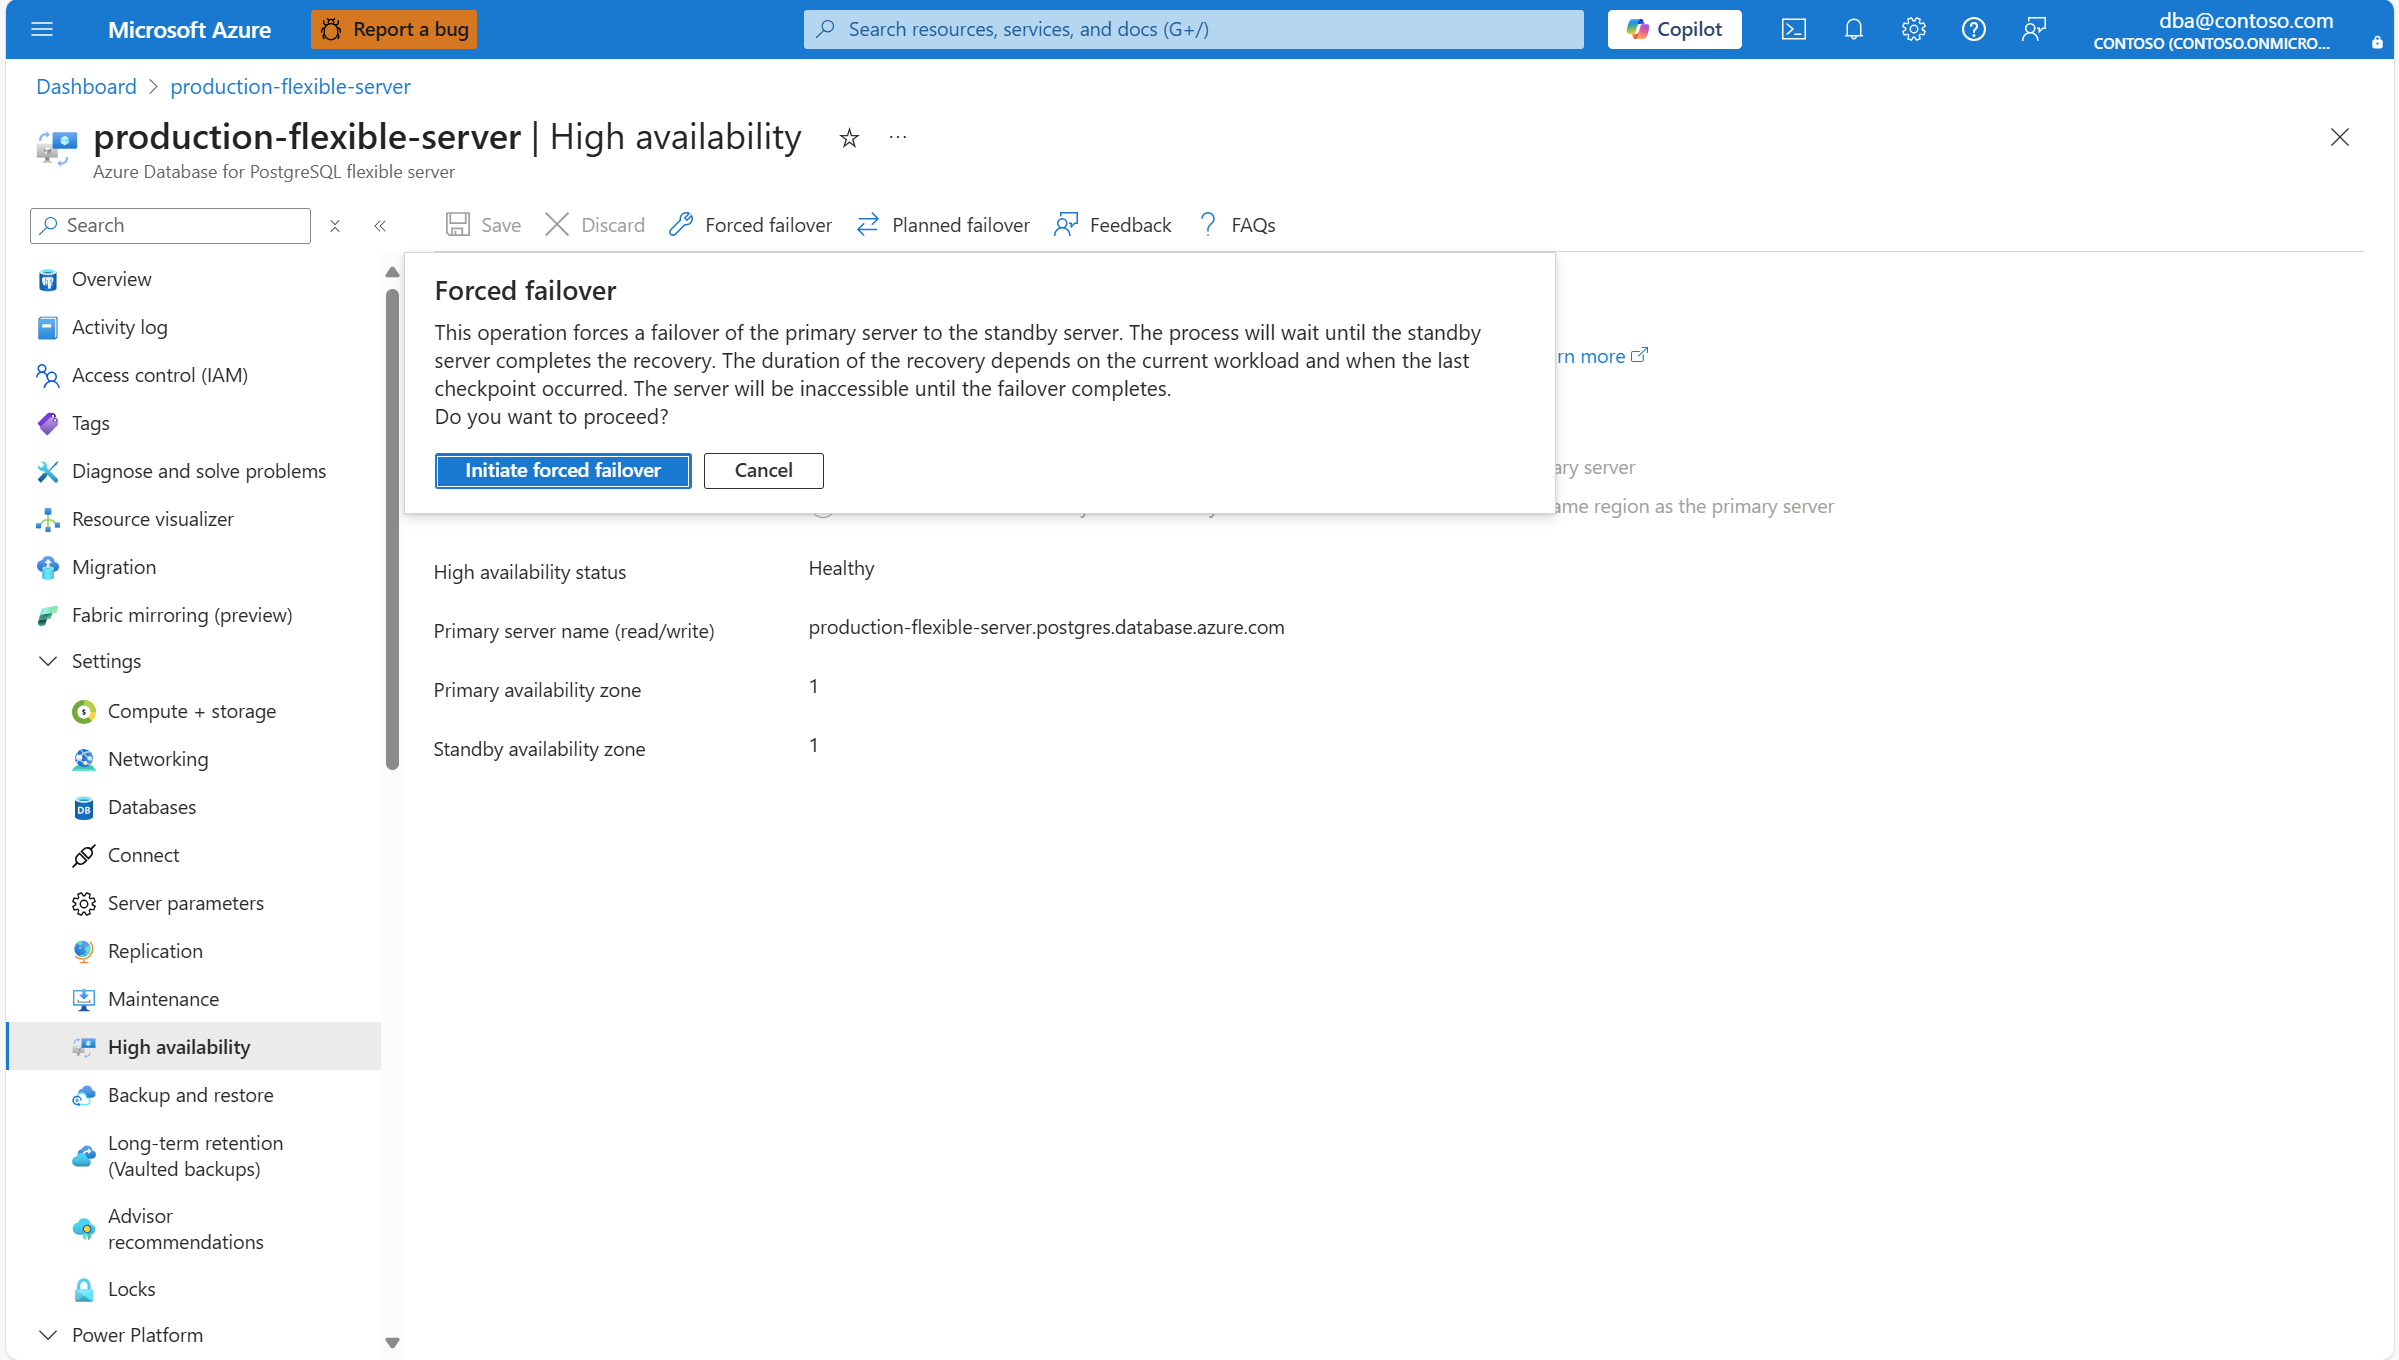 Microsoft Azure
Report a bug
Search resources, services, and docs (G+/)
Copilot
dba@contoso.com
CONTOSO (CONTOSO.ONMICRO...
Dashboard > production-flexible-server
production-flexible-server | High availability
Azure Database for PostgreSQL flexible server
Search
Save
Discard
Forced failover
Planned failover
Feedback
FAQs
Overview
Activity log
Access control (IAM)
Tags
Diagnose and solve problems
Resource visualizer
Migration
Fabric mirroring (preview)
Settings
Compute + storage
Networking
Databases
Connect
Server parameters
Replication
Maintenance
High availability
Backup and restore
Long-term retention
(Vaulted backups)
Advisor
recommendations
Locks
Power Platform
Forced failover
This operation forces a failover of the primary server to the standby server. The process will wait until the standby
server completes the recovery. The duration of the recovery depends on the current workload and when the last
checkpoint occurred. The server will be inaccessible until the failover completes.
Do you want to proceed?
Initiate forced failover
Cancel
rn more
ary server
ame region as the primary server
High availability status
Healthy
Primary server name (read/write)
production-flexible-server.postgres.database.azure.com
Primary availability zone
1
Standby availability zone
1